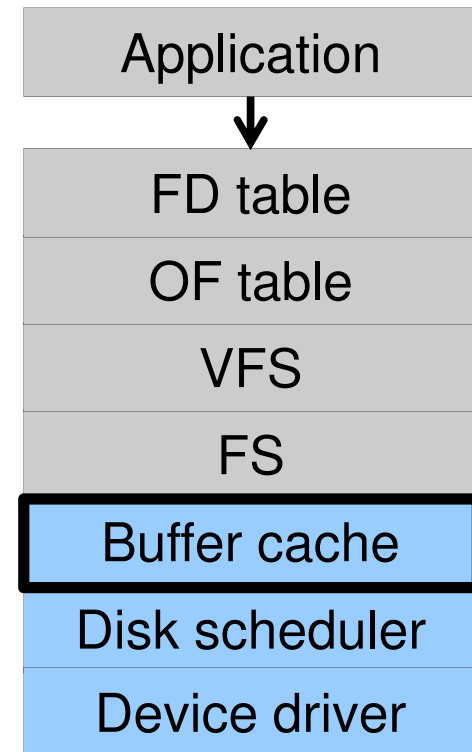 Application
FD table
OF table
VFS
FS
Buffer cache
Disk scheduler
Device driver